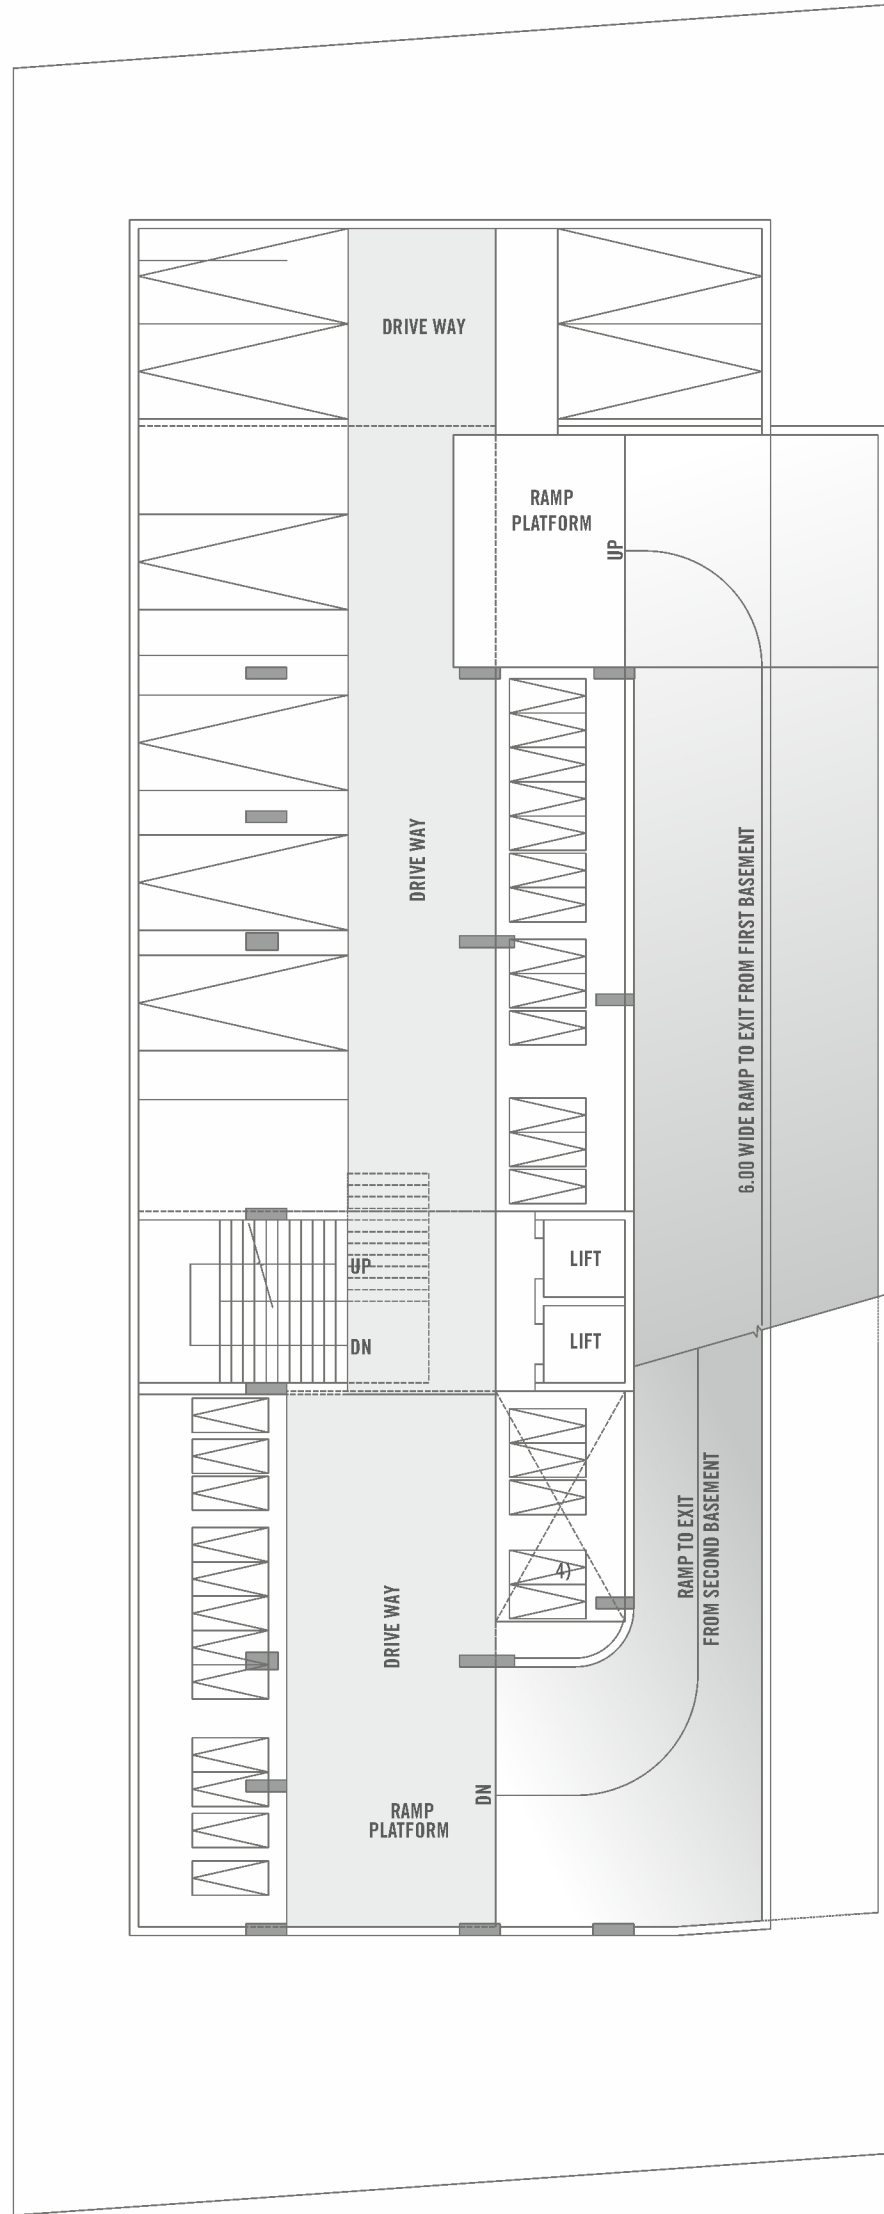 DRIVE WAY
RAMP
PLATFORM
UP
DRIVE WAY
6.00 WIDE RAMP TO EXIT FROM FIRST BASEMENT
UP
LIFT
DN
LIFT
RAMP TO EXIT
FROM SECOND BASEMENT
4)
DRIVE WAY
DN
RAMP
PLATFORM